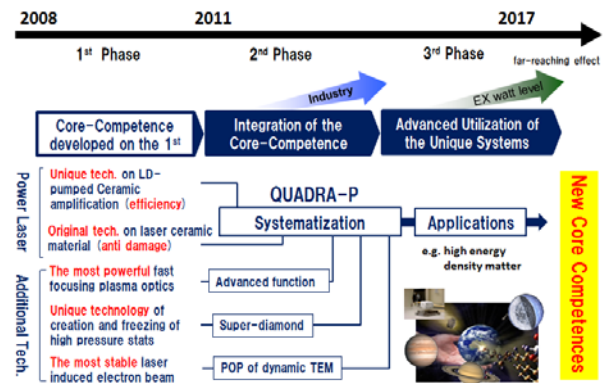 2008 2011 2017
1st Phase 2nd Phase 3rd Phase far-reaching effect
Industry EX watt level
Core-Competence
developed on the 1st
Integration of the
Core-Competence
Advanced Utilization of
the Unique Systems
Power Laser
Unique tech. on LD-
pumped Ceramic
amplification (efficiency)
Original tech. on laser ceramic
material (anti damage)
QUADRA-P
Systematization
Applications
e.g. high energy
density matter
New Core Competences
Additional Tech.
The most powerful fast
focusing plasma optics
Advanced function
Unique technology of
creation and freezing of
high pressure stats
Super-diamond
The most stable laser
induced electron beam
POP of dynamic TEM